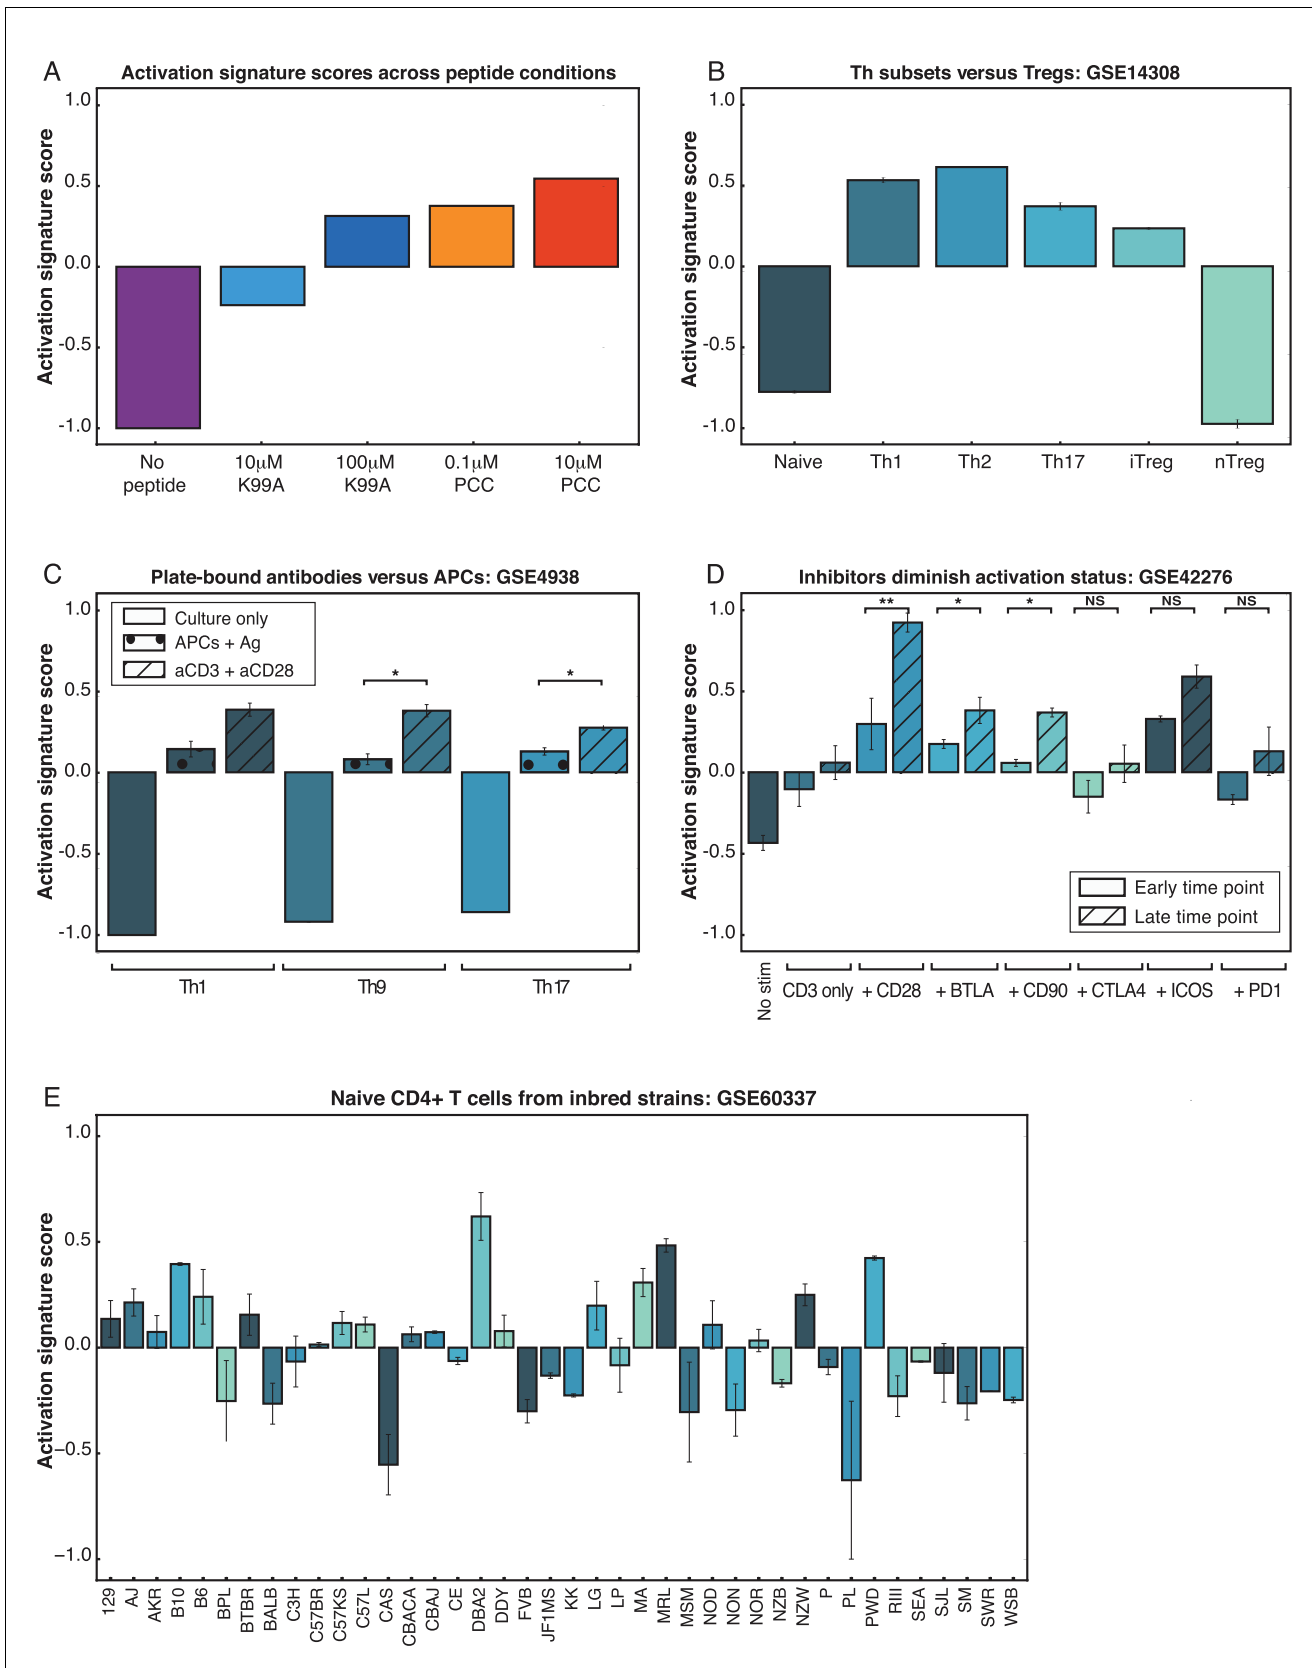 A
Activation signature scores across peptide conditions
Activation signature score
1.0
0.5
0.0
-0.5
-1.0
No peptide
10µM K99A
100µM K99A
0.1µM PCC
10µM PCC
B
Th subsets versus Tregs: GSE14308
Activation signature score
1.0
0.5
0.0
-0.5
-1.0
Naive
Th1
Th2
Th17
iTreg
nTreg
C
Plate-bound antibodies versus APCs: GSE4938
Activation signature score
1.0
0.5
0.0
-0.5
-1.0
Culture only
APCs + Ag
aCD3 + aCD28
*
*
Th1
Th9
Th17
D
Inhibitors diminish activation status: GSE42276
Activation signature score
1.0
0.5
0.0
-0.5
-1.0
**
*
*
NS
NS
NS
Early time point
Late time point
No stim
CD3 only
+ CD28
+ BTLA
+ CD90
+ CTLA4
+ ICOS
+ PD1
E
Naive CD4+ T cells from inbred strains: GSE60337
Activation signature score
1.0
0.5
0.0
−0.5
−1.0
129
AJ
AKR
B10
B6
BPL
BTBR
BALB
C3H
C57BR
C57KS
C57L
CAS
CBACA
CBAJ
CE
DBA2
DDY
FVB
JF1MS
KK
LG
LP
MA
MRL
MSM
NOD
NON
NOR
NZB
NZW
P
PL
PWD
RIII
SEA
SJL
SM
SWR
WSB